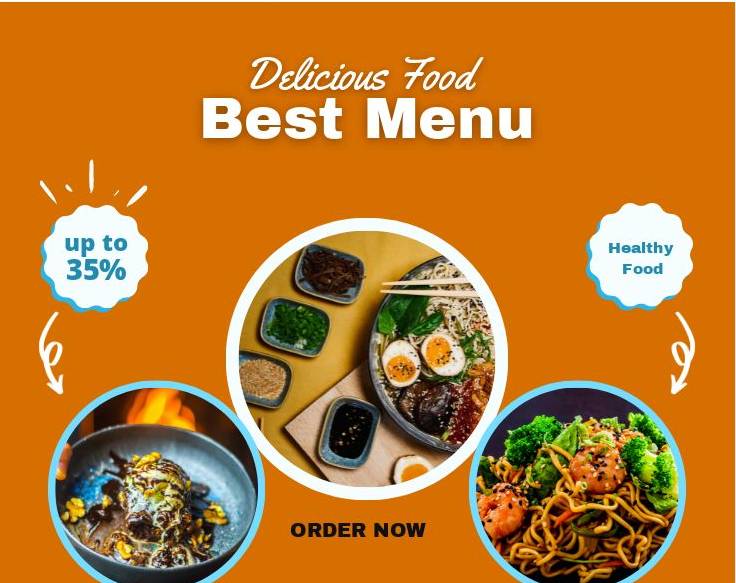 Delicious Food
Best Menu
up to
35%
Healthy
Food
ORDER NOW